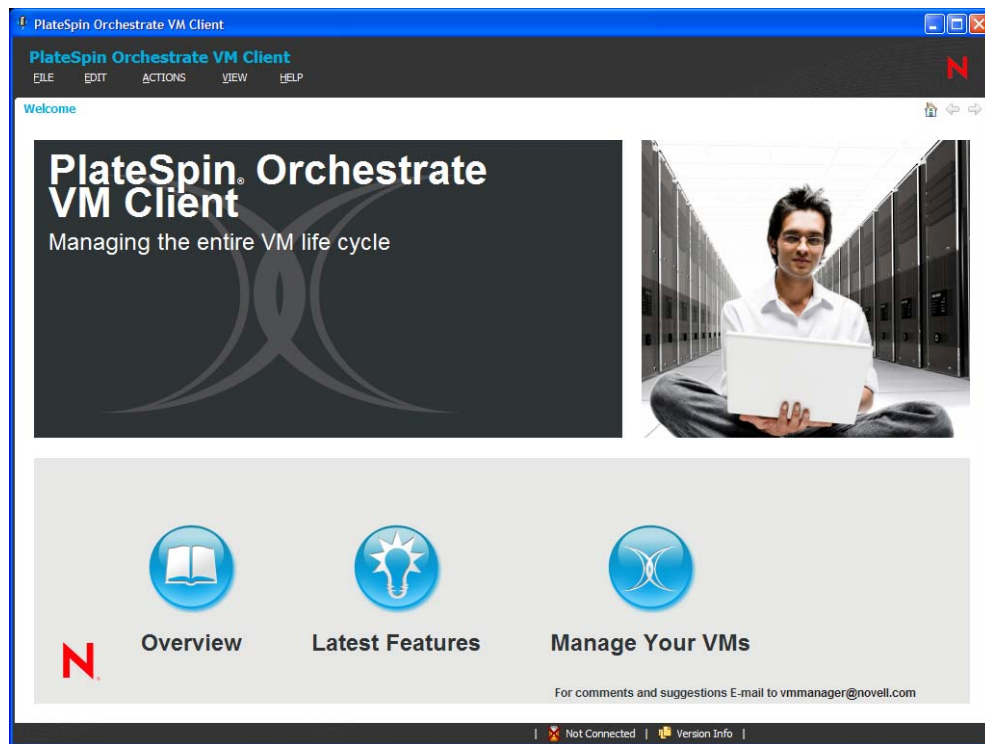 PlateSpin Orchestrate VM Client
PlateSpin Orchestrate VM Client
FILE EDIT ACTIONS VIEW HELP
N
Welcome
PlateSpin® Orchestrate
VM Client
Managing the entire VM life cycle
Overview
Latest Features
Manage Your VMs
N.
For comments and suggestions E-mail to vmmanager@novell.com
| Not Connected | Version Info |